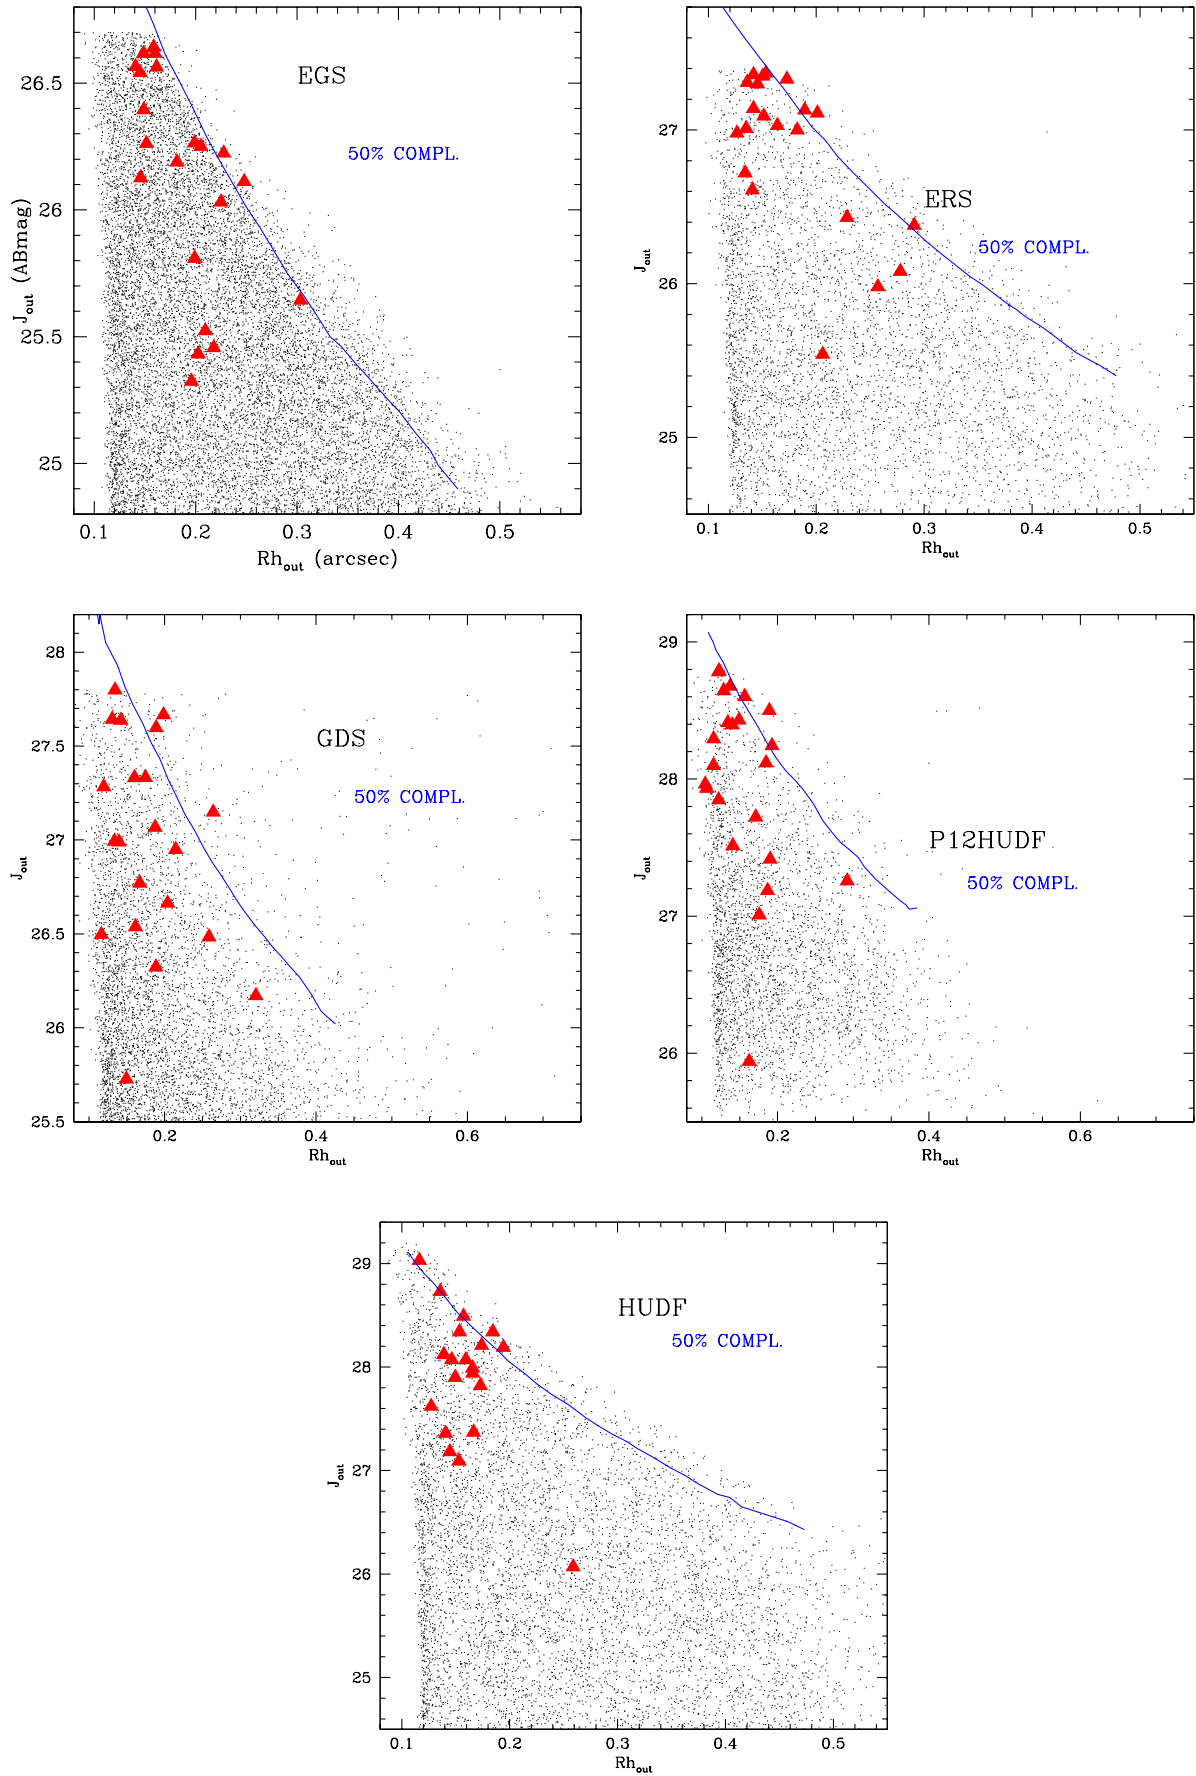 EGS
50% COMPL.
26.5
26
25.5
25
J_out (ABmag)
0.1 0.2 0.3 0.4 0.5
Rh_out (arcsec)
ERS
50% COMPL.
27
26
25
J_out
0.1 0.2 0.3 0.4 0.5
Rh_out
GDS
50% COMPL.
28
27.5
27
26.5
26
25.5
J_out
0.2 0.4 0.6
Rh_out
P12HUDF
50% COMPL.
29
28
27
26
J_out
0.2 0.4 0.6
Rh_out
HUDF
50% COMPL.
29
28
27
26
25
J_out
0.1 0.2 0.3 0.4 0.5
Rh_out